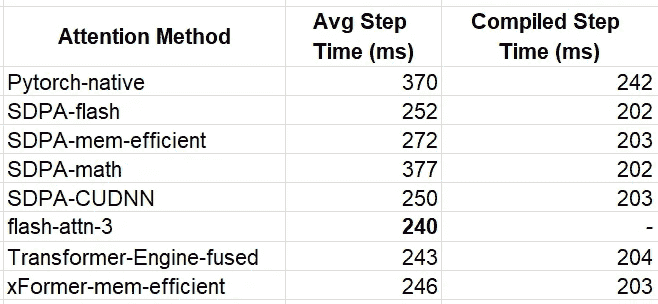 Attention Method Avg Step Compiled Step
Time (ms) Time (ms)
Pytorch-native 370 242
SDPA-flash 252 202
SDPA-mem-efficient 272 203
SDPA-math 377 202
SDPA-CUDNN 250 203
flash-attn-3 240 -
Transformer-Engine-fused 243 204
xFormer-mem-efficient 246 203